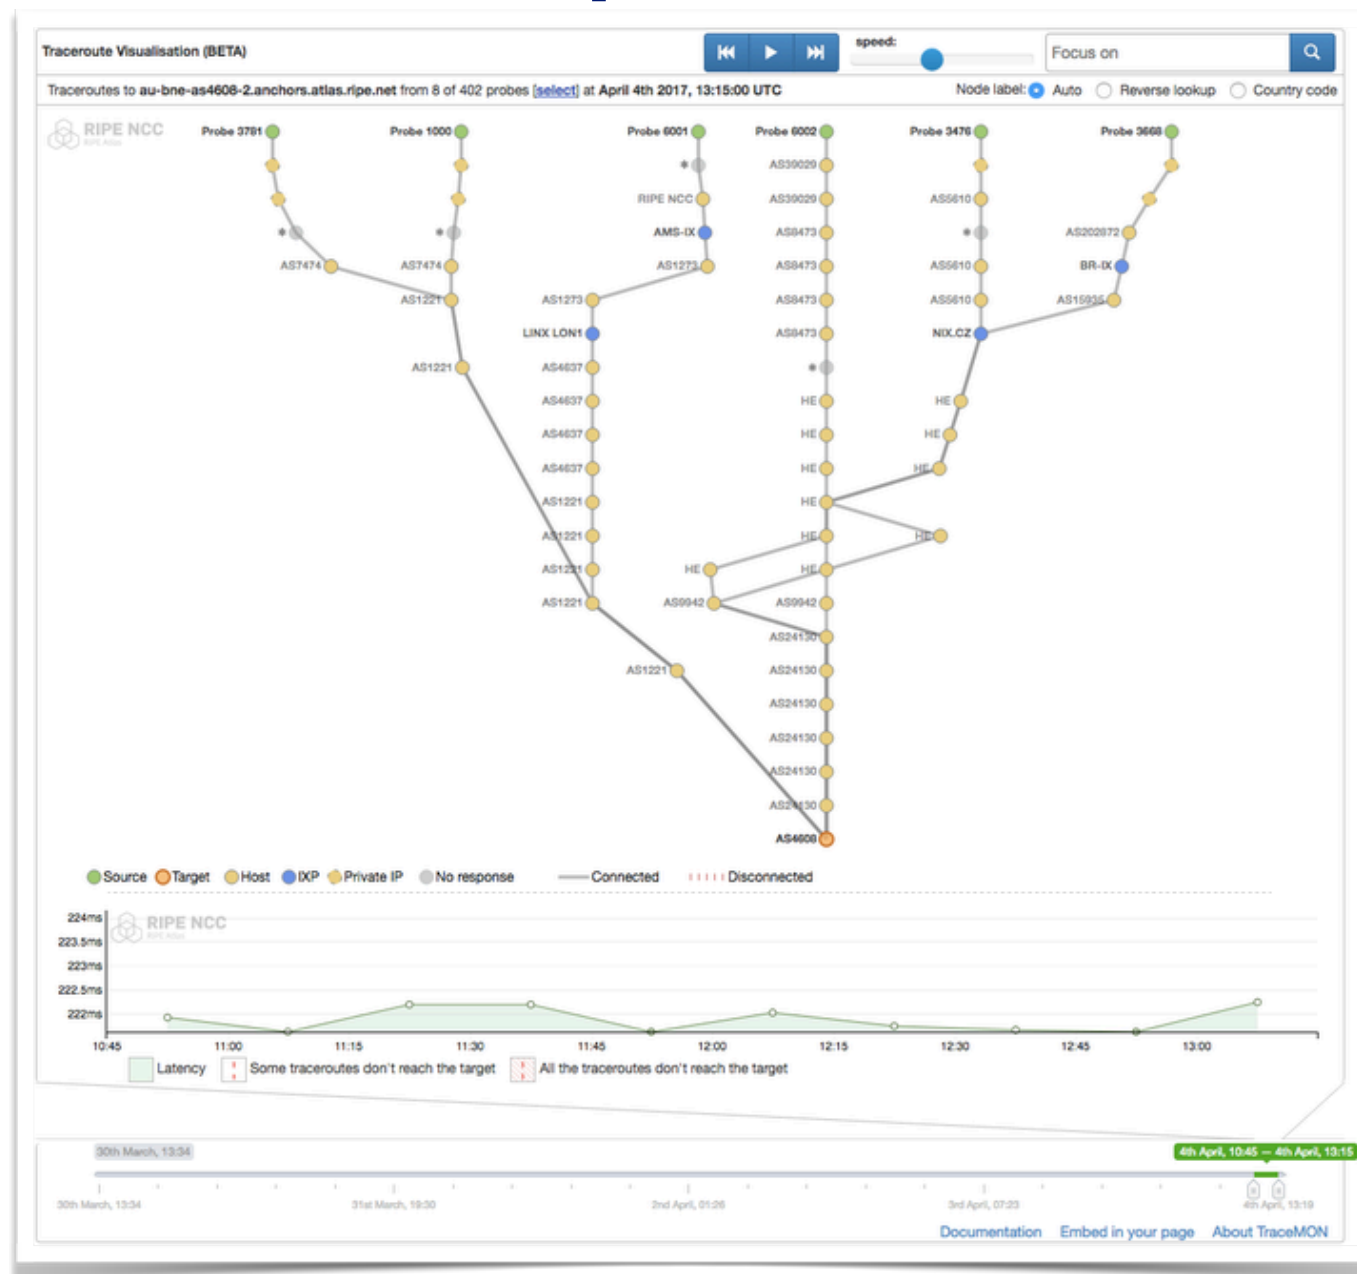 Traceroute Visualisation (BETA)
speed:
Focus on
Traceroutes to au-bne-as4608-2.anchors.atlas.ripe.net from 8 of 402 probes [select] at April 4th 2017, 13:15:00 UTC
Node label: Auto Reverse lookup Country code
RIPE NCC
RIPE Atlas
Probe 3781 Probe 1000 Probe 6001 Probe 6002 Probe 3476 Probe 3668
* AS39029
RIPE NCC AS39029 AS5610
* * AMS-IX AS8473 * AS202872
AS7474 AS7474 AS1273 AS8473 AS5610 BR-IX
AS1221 AS1273 AS8473 AS5610 AS15935
LINX LON1 AS8473 NIX.CZ
AS1221 AS4637 *
AS4637 HE HE
AS4637 HE HE
AS4637 HE HE
AS1221 HE
AS1221 HE HE
AS1221 HE HE
AS1221 AS9942 AS9942
AS24130
AS1221 AS24130
AS24130
AS24130
AS24130
AS24130
AS4608
Source Target Host IXP Private IP No response Connected Disconnected
RIPE NCC
RIPE Atlas
224ms
223.5ms
223ms
222.5ms
222ms
10:45 11:00 11:15 11:30 11:45 12:00 12:15 12:30 12:45 13:00
Latency Some traceroutes don't reach the target All the traceroutes don't reach the target
30th March, 13:34
4th April, 10:45 — 4th April, 13:15
30th March, 13:34 31st March, 19:30 2nd April, 01:26 3rd April, 07:23 4th April, 13:19
Documentation Embed in your page About TraceMON